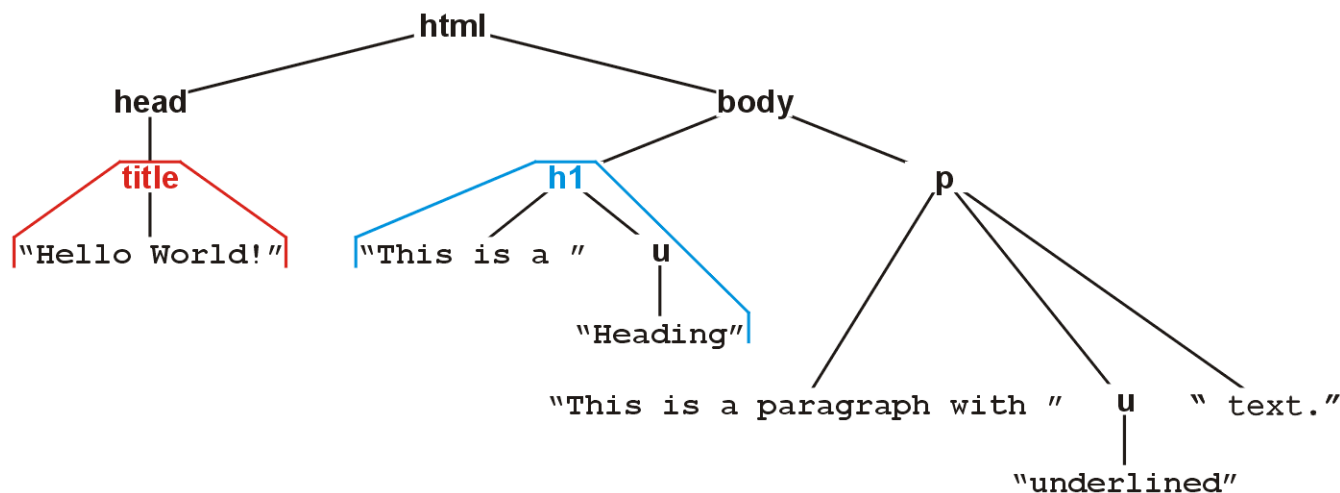 html
head body
title h1 p
“Hello World!” “This is a ” u
“Heading”
“This is a paragraph with ” u “ text.”
“underlined”